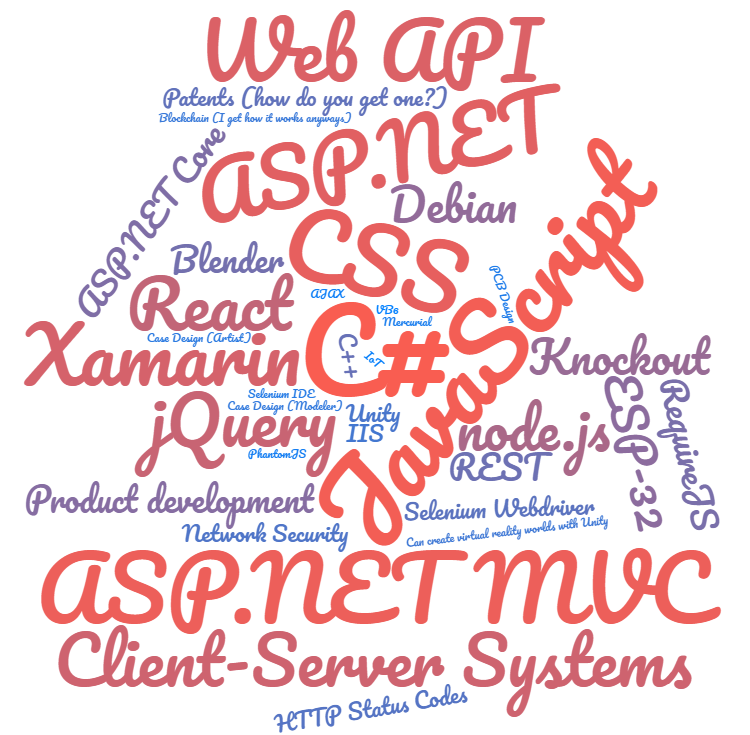 Web API
Patents (how do you get one?)
Blockchain (I get how it works anyways)
ASP.NET
ASP.NET Core
Debian
CSS
JavaScript
Blender
React
AJAX
VB6
Mercurial
PCB Design
Case Design (Artist)
Xamarin
C#
C++
IoT
Knockout
Selenium IDE
Case Design (Modeler)
jQuery
Unity
IIS
node.js
ESP-32
RequireJS
PhantomJS
REST
Product development
Selenium Webdriver
Network Security
Can create virtual reality worlds with Unity
ASP.NET MVC
Client-Server Systems
HTTP Status Codes